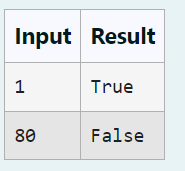 Input Result
1 True
80 False